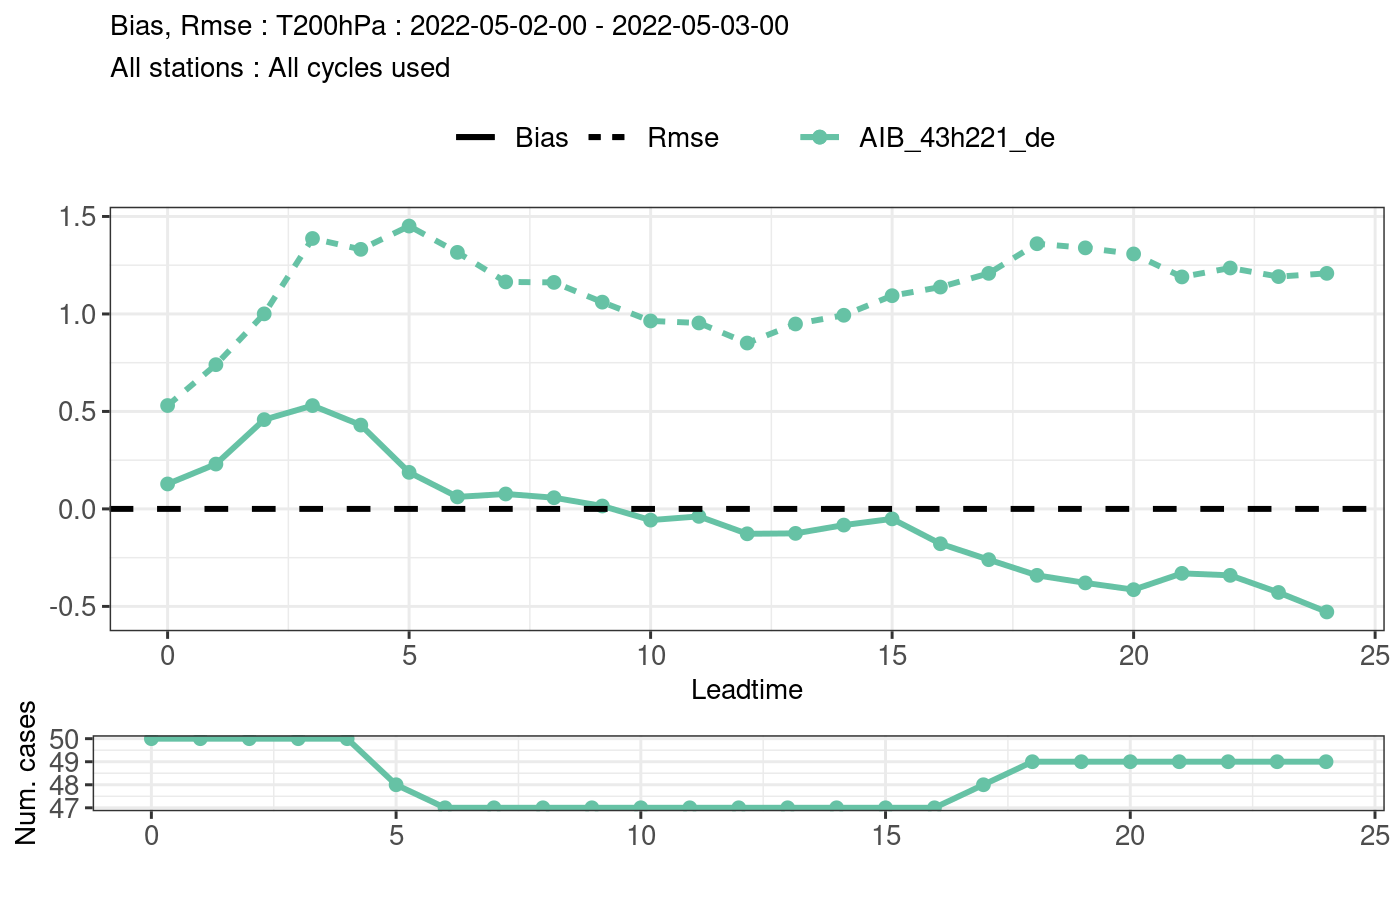 Bias, Rmse : T200hPa : 2022-05-02-00 - 2022-05-03-00
All stations : All cycles used
Bias Rmse AIB_43h221_de
1.5
1.0
0.5
0.0
-0.5
0 5 10 15 20 25
Leadtime
Num. cases
50
49
48
47
0 5 10 15 20 25